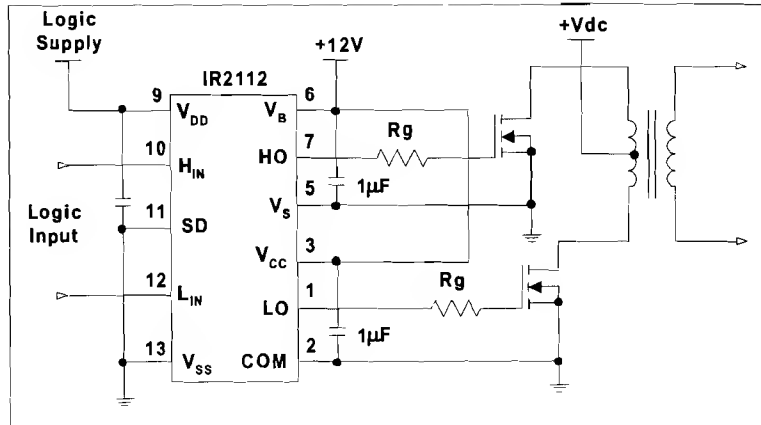 Logic
Supply
+Vdc
+12V
IR2112
9
V_DD
V_B
6
10
H_IN
HO
7
Rg
Logic
Input
11
SD
V_S
5
1µF
V_CC
3
12
L_IN
LO
1
Rg
1µF
13
V_SS
COM
2